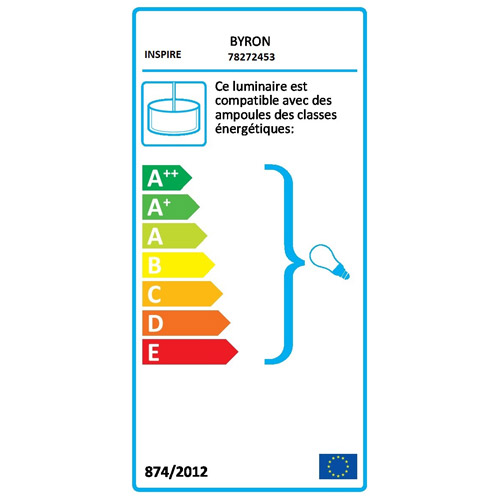 BYRON
INSPIRE 78272453
Ce luminaire est
compatible avec des
ampoules des classes
énergétiques:
A++
A+
A
B
C
D
E
874/2012